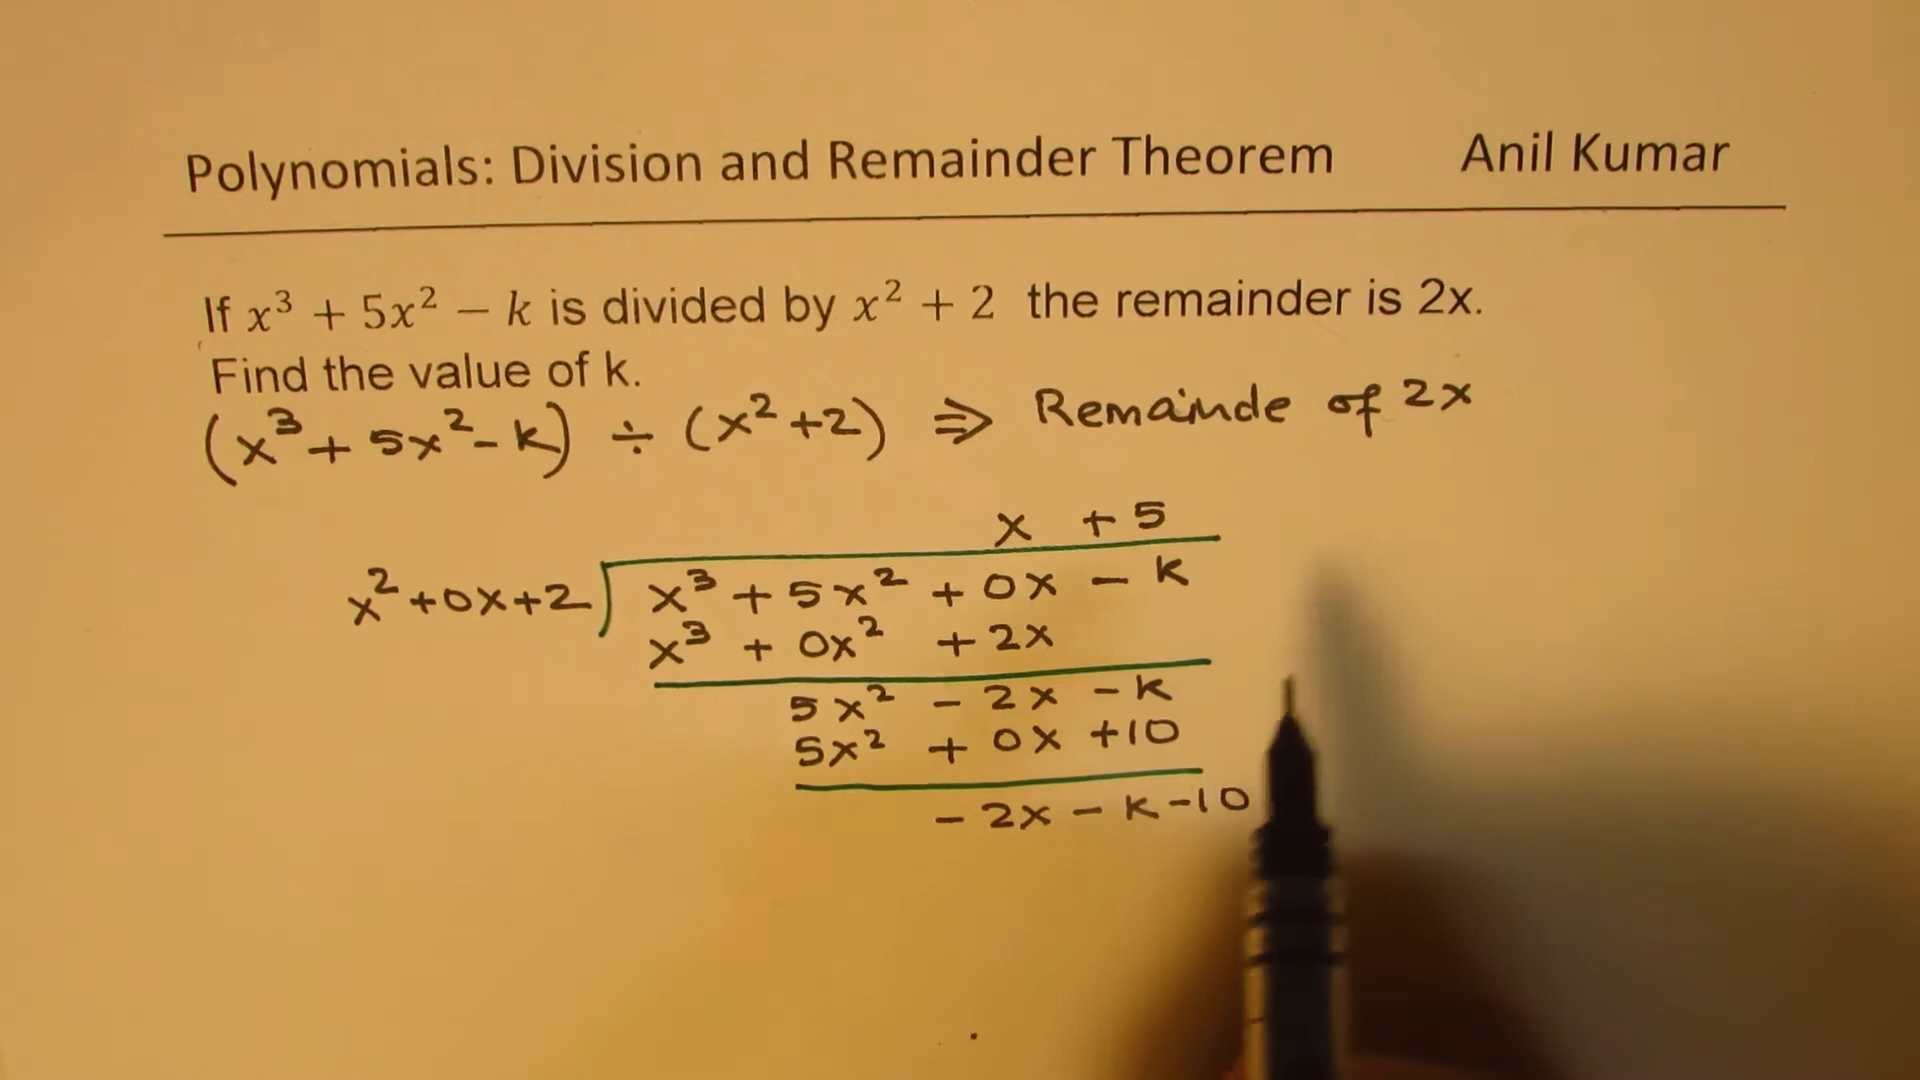 Polynomials: Division and Remainder Theorem Anil Kumar
If x³ + 5x² − k is divided by x² + 2 the remainder is 2x.
Find the value of k.
(x³ + 5x² - k) ÷ (x² + 2) ⇒ Remainde of 2x
x + 5
x² + 0x + 2 ) x³ + 5x² + 0x - k
x³ + 0x² + 2x
5x² - 2x - k
5x² + 0x + 10
- 2x - k - 10